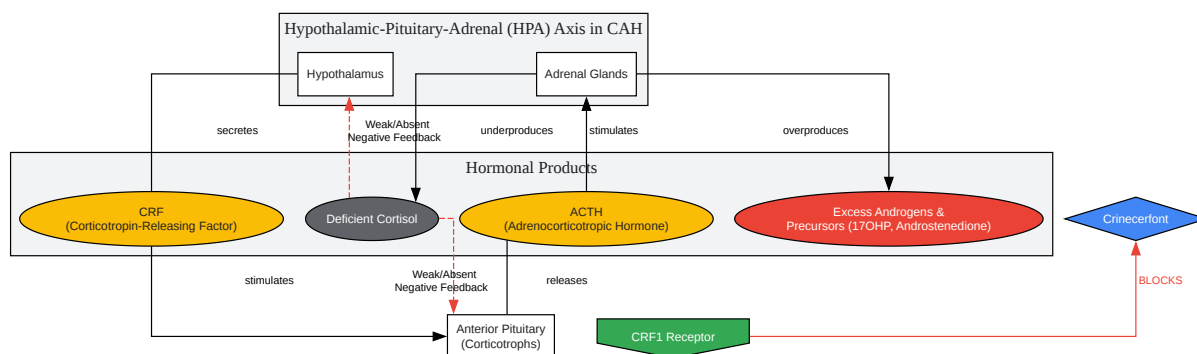 Hypothalamic-Pituitary-Adrenal (HPA) Axis in CAH
Hypothalamus
Adrenal Glands
secretes
Weak/Absent
Negative Feedback
underproduces
stimulates
overproduces
Hormonal Products
CRF
(Corticotropin-Releasing Factor)
Deficient Cortisol
ACTH
(Adrenocorticotropic Hormone)
Excess Androgens &
Precursors (17OHP, Androstenedione)
Crinecerfont
stimulates
Weak/Absent
Negative Feedback
releases
BLOCKS
Anterior Pituitary
(Corticotrophs)
CRF1 Receptor